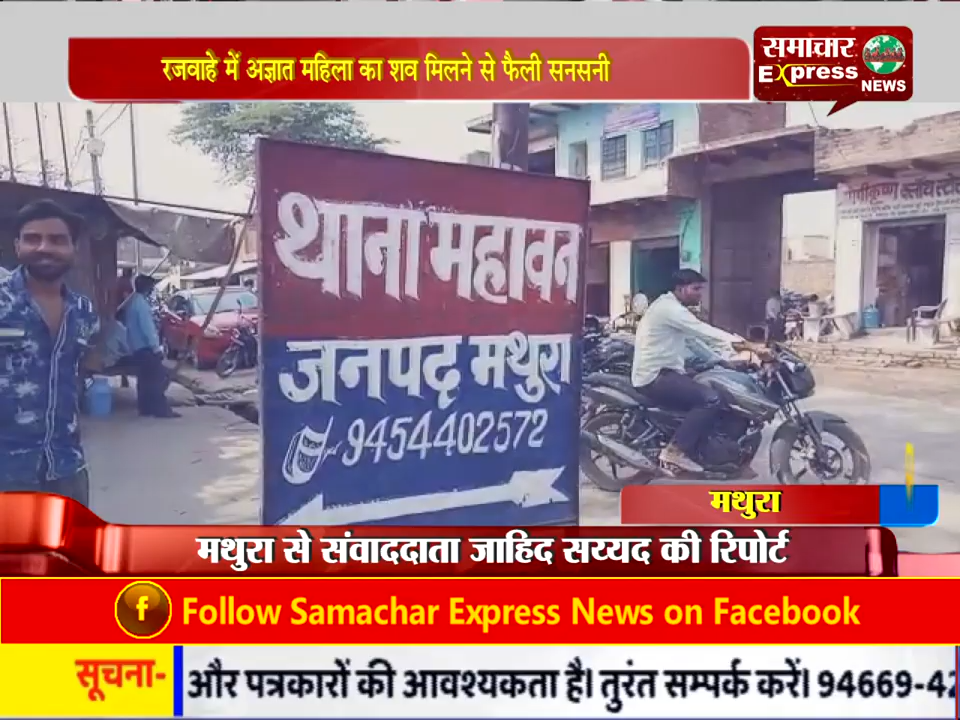 रजवाहे में अज्ञात महिला का शव मिलने से फैली सनसनी
समाचार
Express
NEWS
थाना महावन
जनपद मथुरा
9454402572
मथुरा
मथुरा से संवाददाता जाहिद सय्यद की रिपोर्ट
f Follow Samachar Express News on Facebook
सूचना- और पत्रकारों की आवश्यकता है। तुरंत सम्पर्क करें। 94669-42